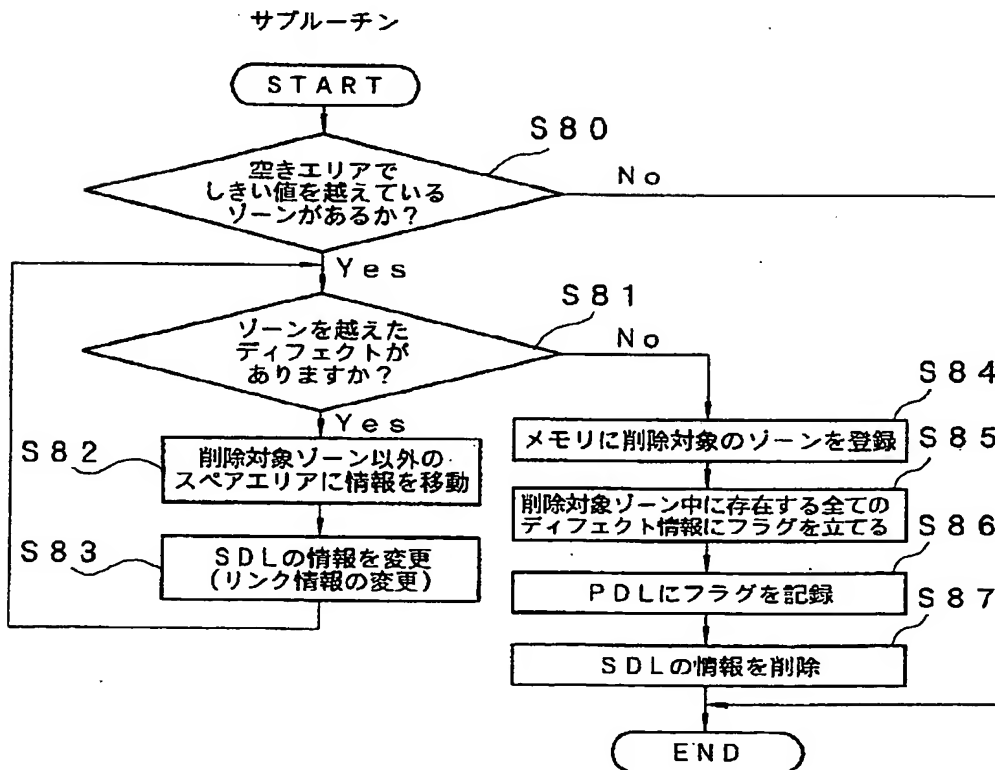 サブルーチン
START
S80
空きエリアで
しきい値を越えている
ゾーンがあるか?
No
Yes
S81
ゾーンを越えた
ディフェクトが
ありますか?
No
Yes
S82
削除対象ゾーン以外の
スペアエリアに情報を移動
S83
SDLの情報を変更
(リンク情報の変更)
S84
メモリに削除対象のゾーンを登録
S85
削除対象ゾーン中に存在する全ての
ディフェクト情報にフラグを立てる
S86
PDLにフラグを記録
S87
SDLの情報を削除
END